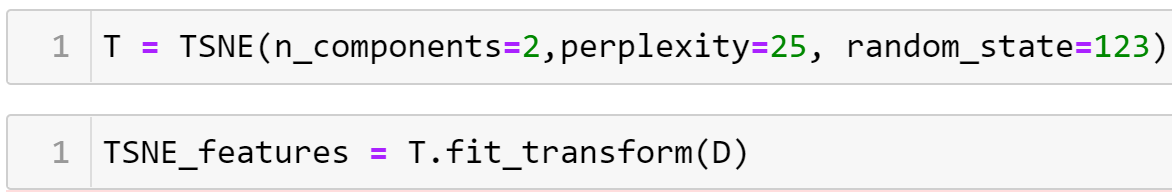 1 T = TSNE(n_components=2,perplexity=25, random_state=123)
1 TSNE_features = T.fit_transform(D)